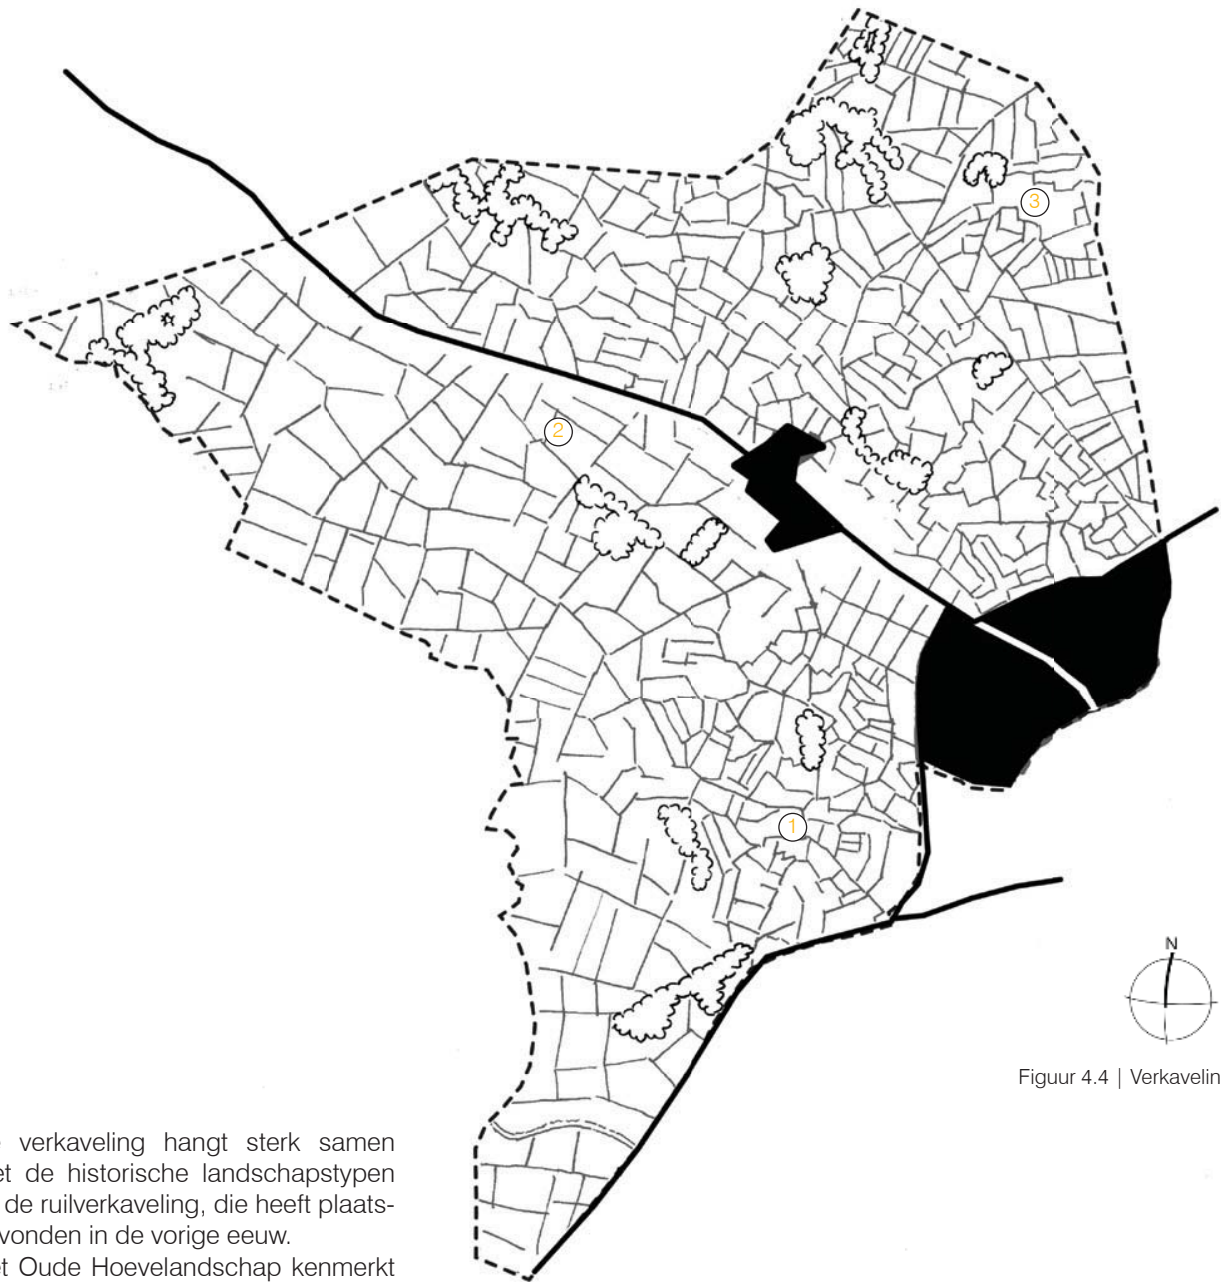 3
2
1
N
Figuur 4.4 | Verkavelin
verkaveling hangt sterk samen
et de historische landschapstypen
de ruilverkaveling, die heeft plaats-
vonden in de vorige eeuw.
et Oude Hoevelandschap kenmerkt